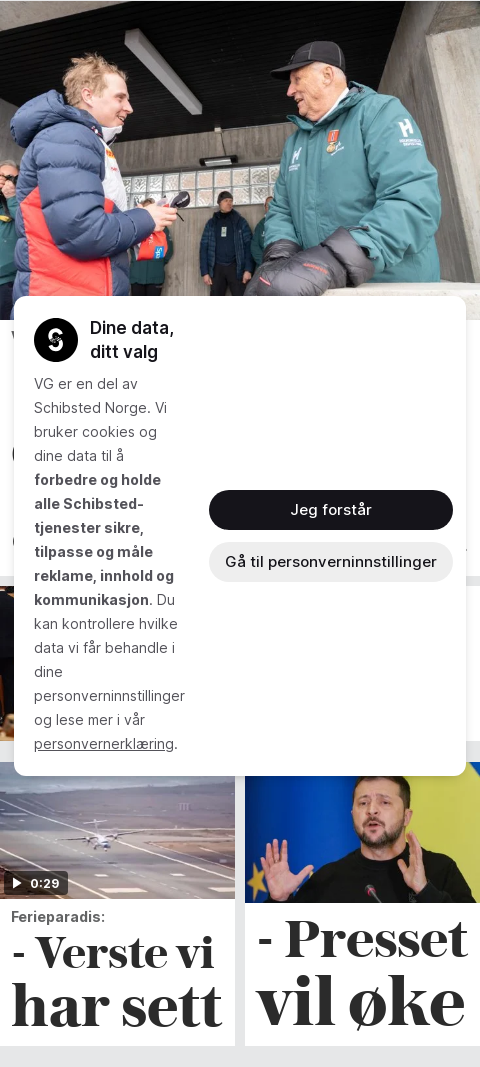 Dine data,
ditt valg
VG er en del av
Schibsted Norge. Vi
bruker cookies og
dine data til å
forbedre og holde
alle Schibsted-
tjenester sikre,
tilpasse og måle
reklame, innhold og
kommunikasjon. Du
kan kontrollere hvilke
data vi får behandle i
dine
personverninnstillinger
og lese mer i vår
personvernerklæring.
Jeg forstår
Gå til personverninnstillinger
0:29
Ferieparadis:
- Verste vi
har sett
- Presset
vil øke